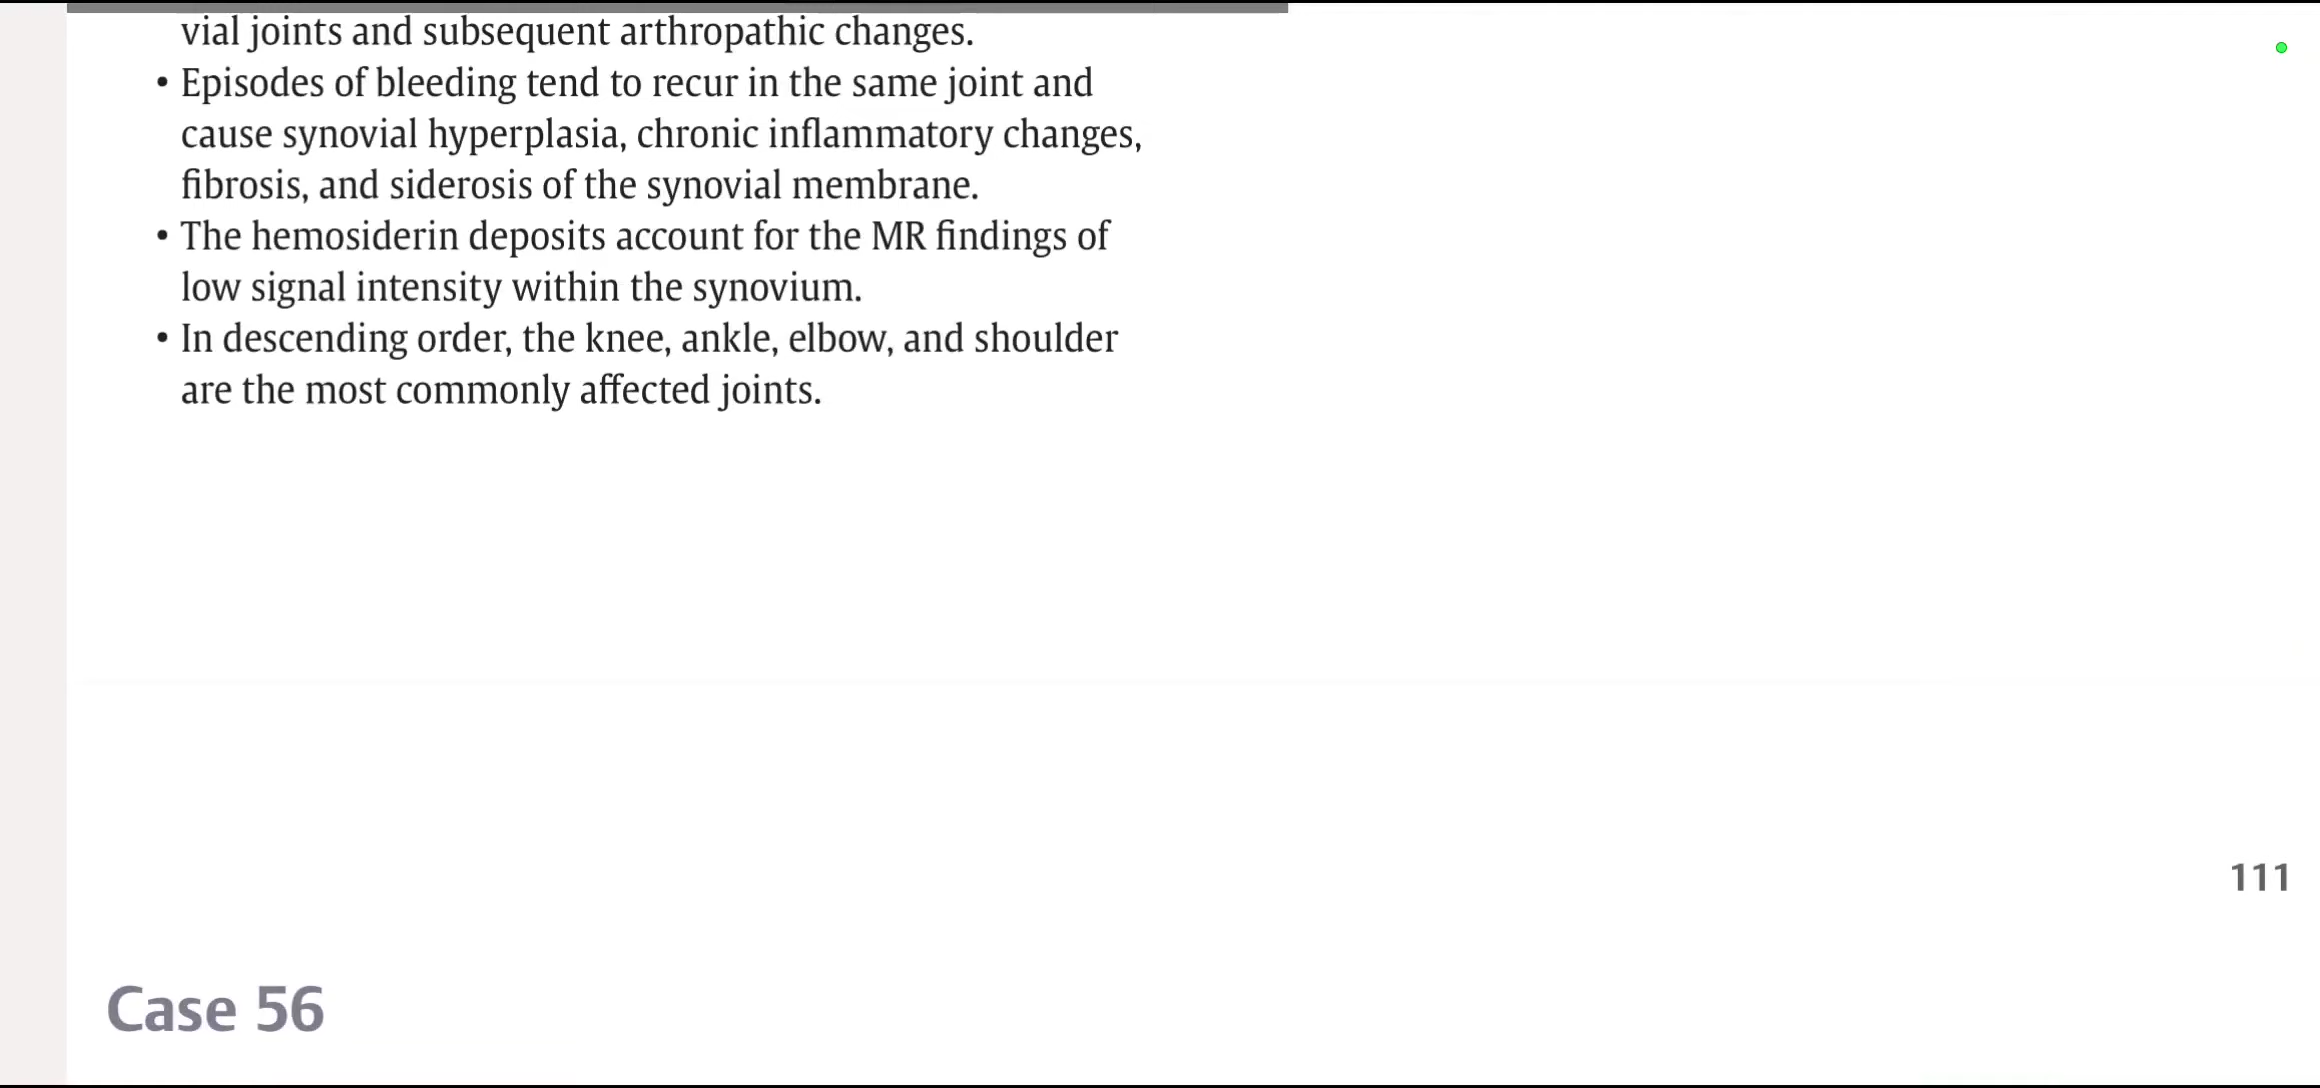 vial joints and subsequent arthropathic changes.
• Episodes of bleeding tend to recur in the same joint and
cause synovial hyperplasia, chronic inflammatory changes,
fibrosis, and siderosis of the synovial membrane.
• The hemosiderin deposits account for the MR findings of
low signal intensity within the synovium.
• In descending order, the knee, ankle, elbow, and shoulder
are the most commonly affected joints.
111
Case 56